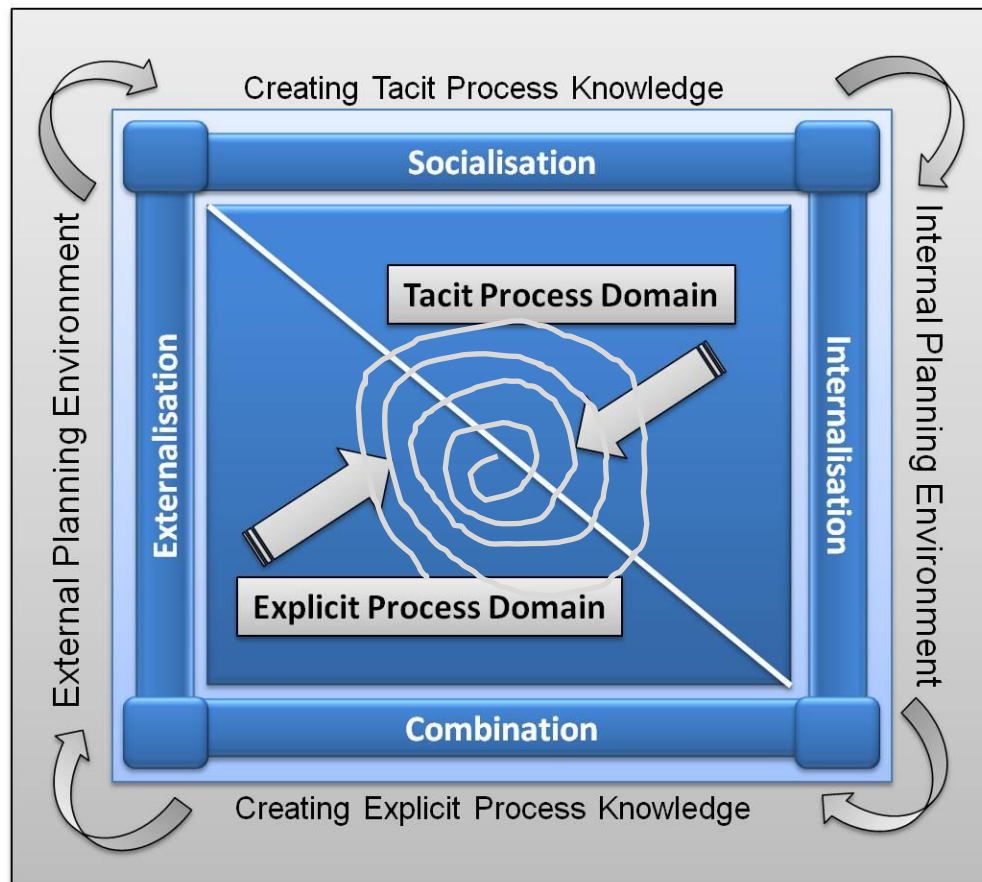 Creating Tacit Process Knowledge
Socialisation
External Planning Environment
Externalisation
Tacit Process Domain
Explicit Process Domain
Internalisation
Internal Planning Environment
Combination
Creating Explicit Process Knowledge